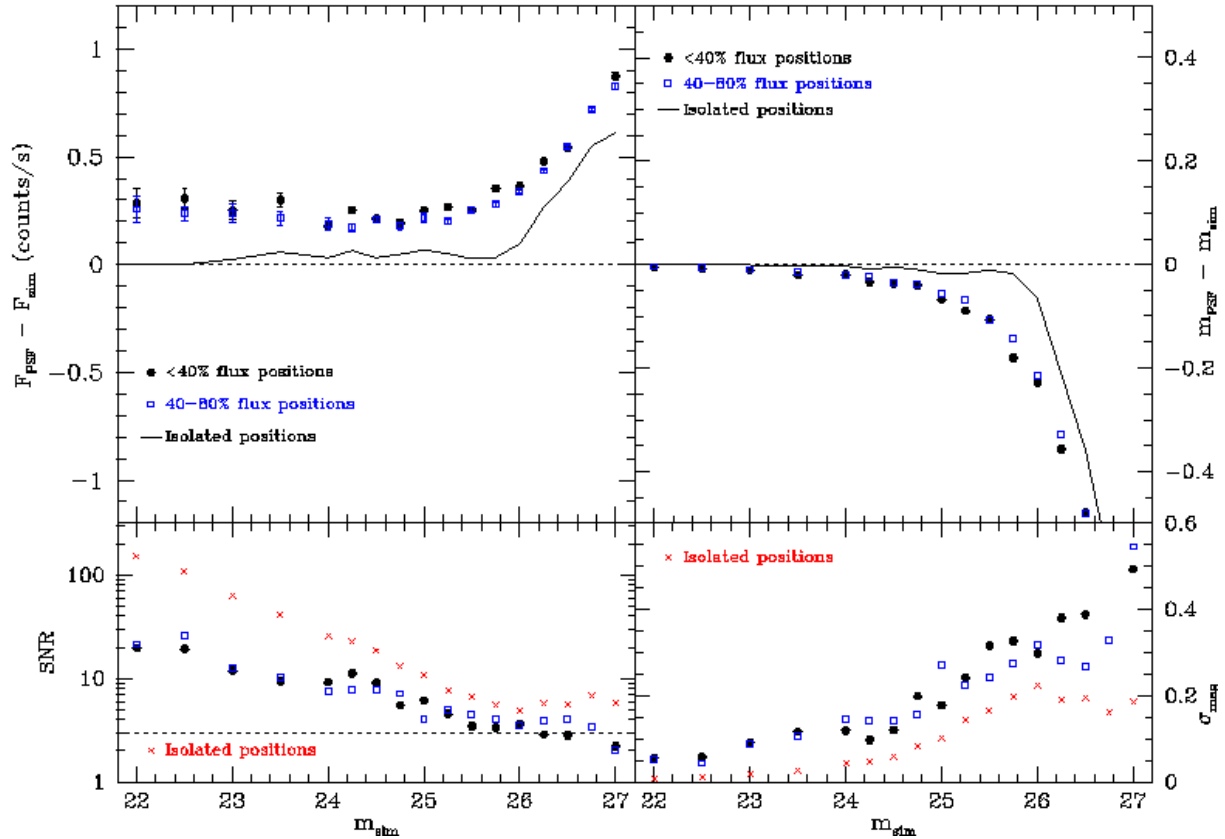 1
0.5
0
−0.5
−1
F_PSF − F_sim (counts/s)
<40% flux positions
40−80% flux positions
Isolated positions
<40% flux positions
40−80% flux positions
Isolated positions
0.4
0.2
0
−0.2
−0.4
0.6
m_PSF − m_sim
100
10
1
SNR
Isolated positions
22 23 24 25 26 27
m_sim
Isolated positions
0.4
0.2
0
σ_mag
22 23 24 25 26 27
m_sim